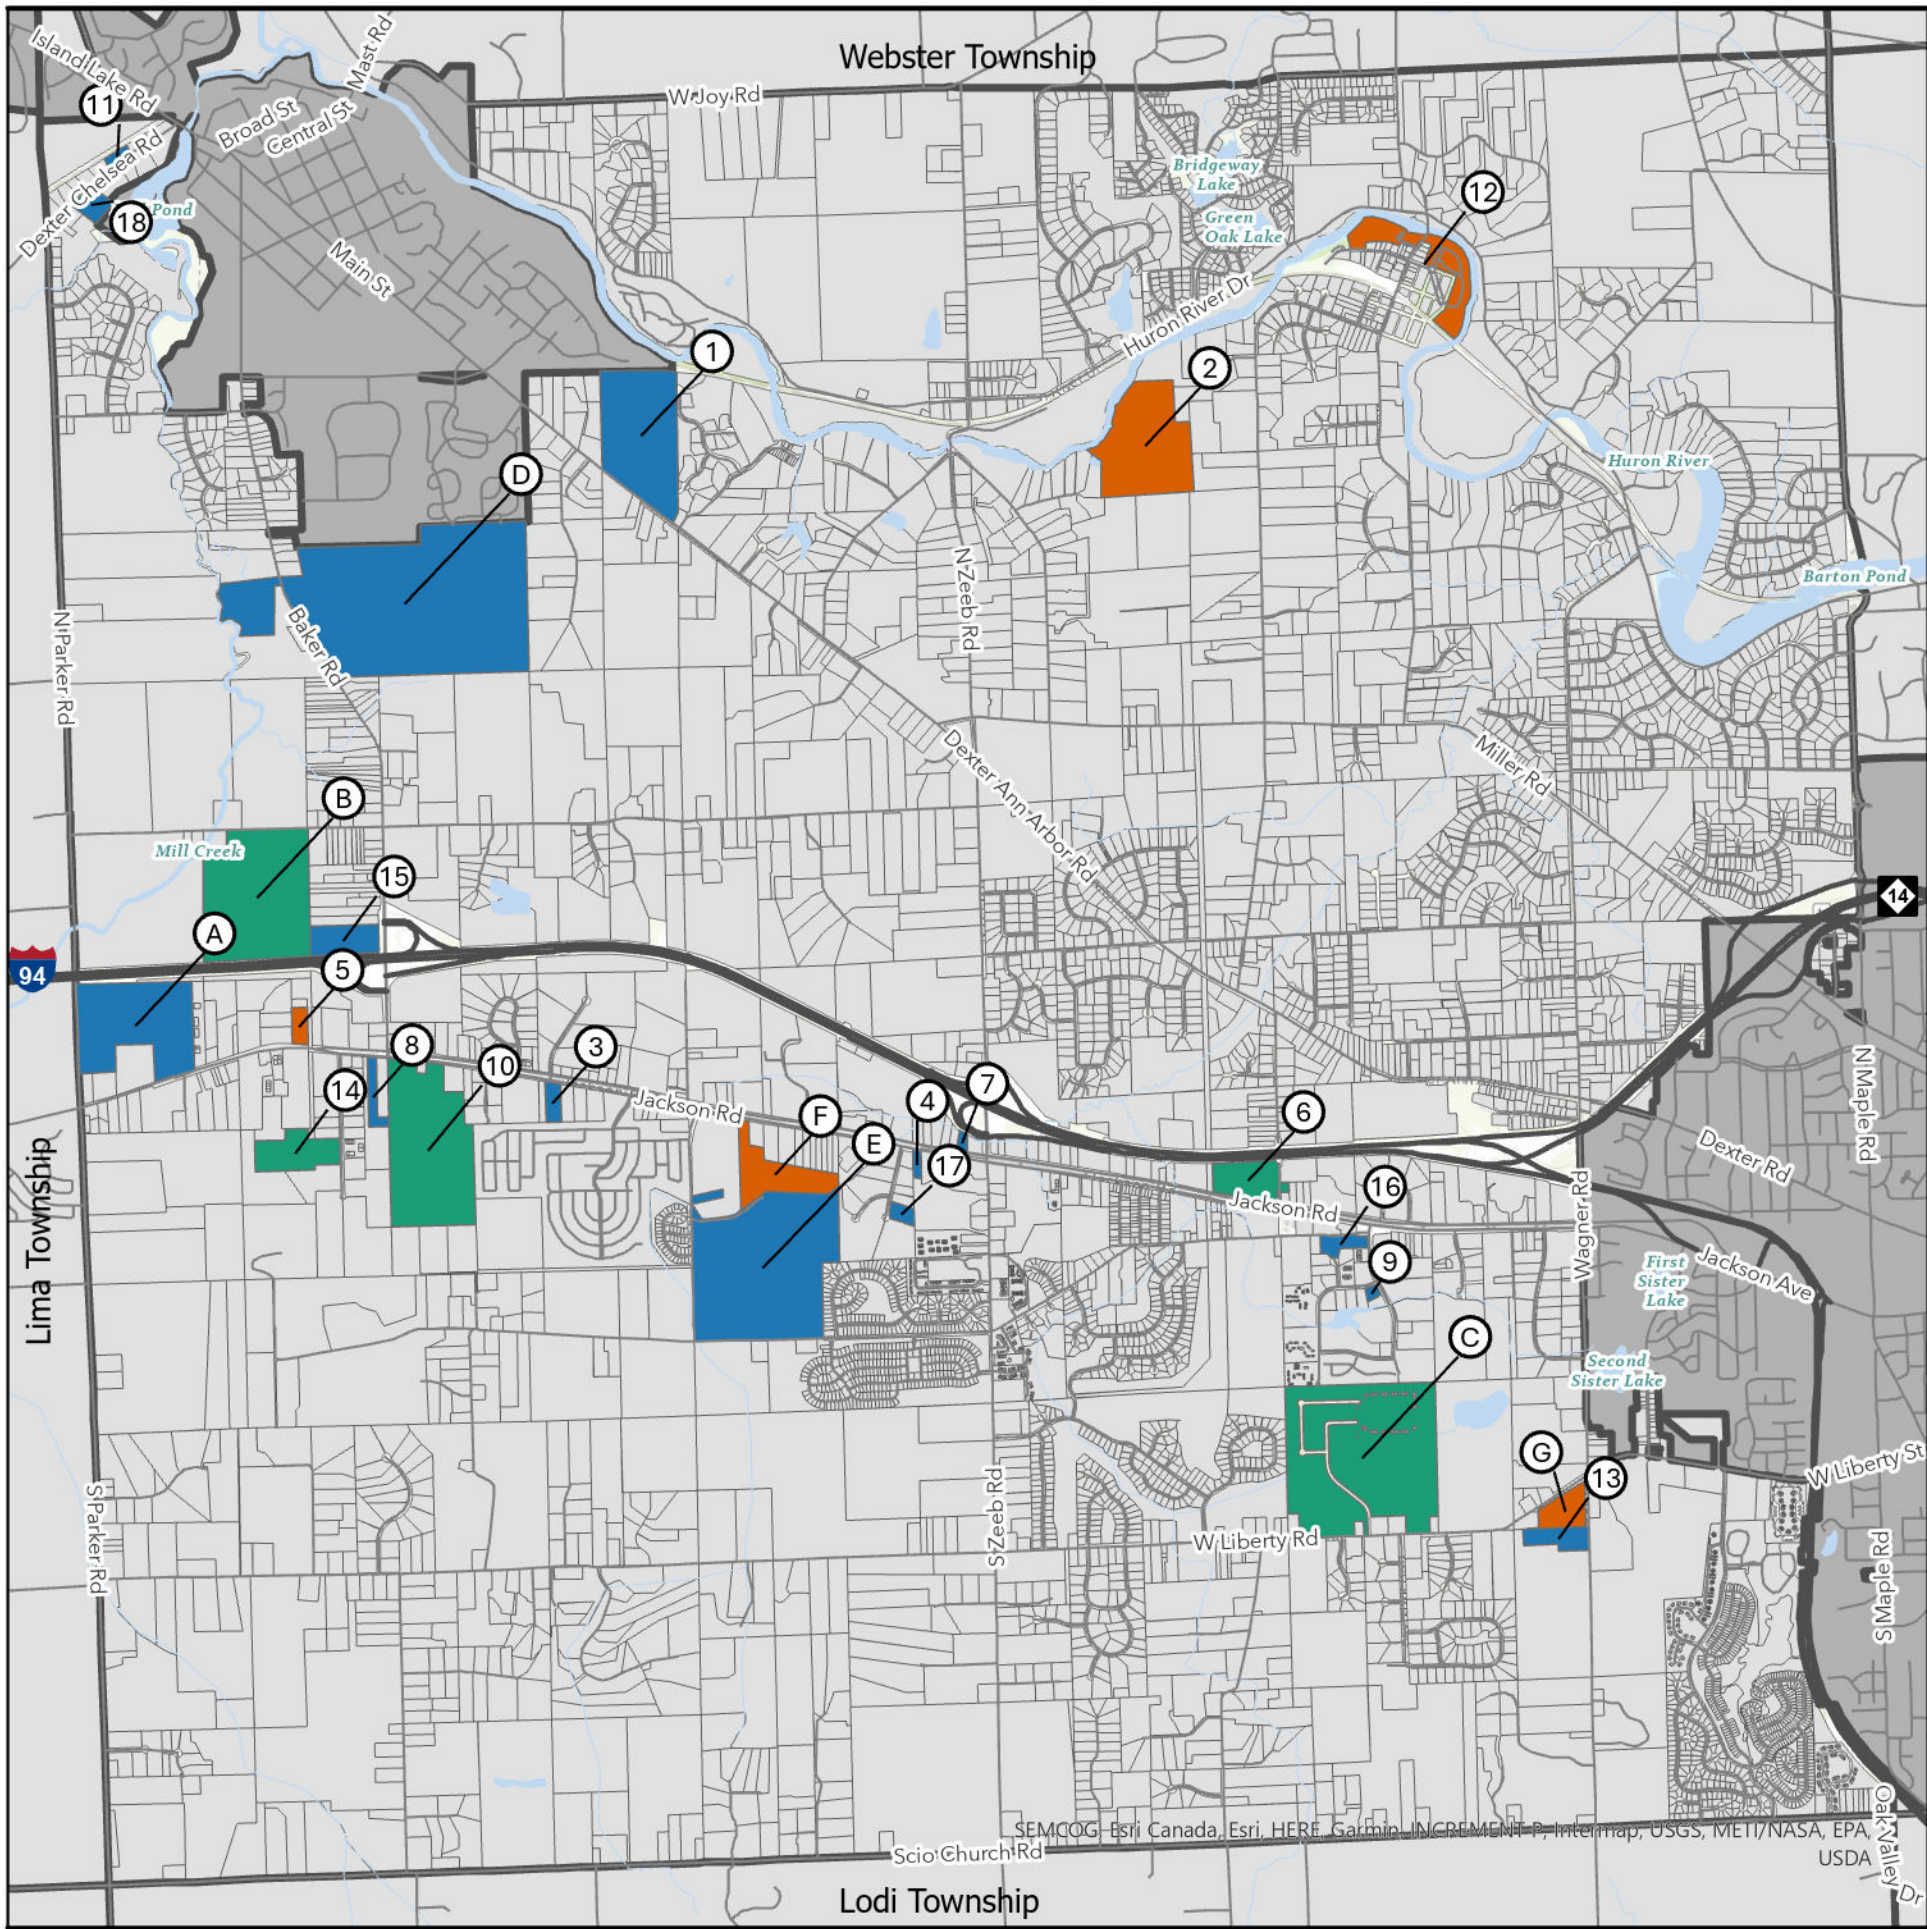 Webster Township
Island Lake Rd
Mast Rd
W Joy Rd
11
Broad St
Central St
Dexter Chelsea Rd
Bridgeway
Lake
12
18
Pond
Green
Oak Lake
Main St
Huron River Dr
1
2
Huron River
D
N Zeeb Rd
Barton Pond
N Parker Rd
Baker Rd
Dexter Ann Arbor Rd
Miller Rd
B
Mill Creek
15
14
A
94
5
8
10
3
14
Jackson Rd
F
4
7
E
17
6
N Maple Rd
Dexter Rd
Lima Township
16
Jackson Rd
Wagner Rd
9
First
Sister
Lake
Jackson Ave
C
Second
Sister Lake
G
13
W Liberty St
S Parker Rd
S Zeeb Rd
W Liberty Rd
S Maple Rd
SEMCOG, Esri Canada, Esri, HERE, Garmin, INCREMENT P, Intermap, USGS, METI/NASA, EPA,
USDA
Scio Church Rd
Oak Valley Dr
Lodi Township